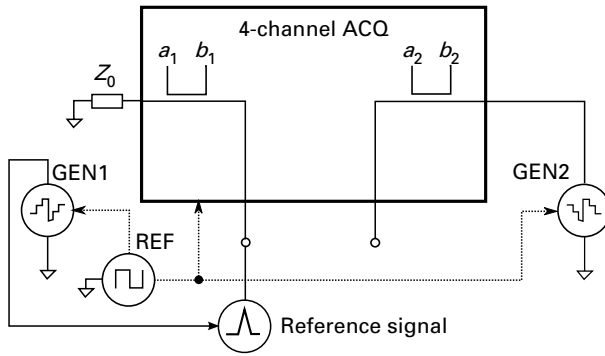 4-channel ACQ
a1 b1
a2 b2
Z0
GEN1
GEN2
REF
Reference signal